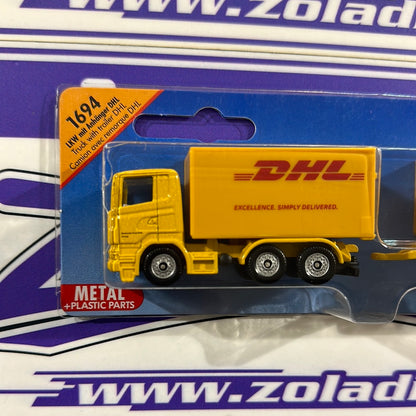 1694
LKW mit Anhänger DHL
Truck with trailer DHL
Camion avec remorque DHL
DHL
EXCELLENCE. SIMPLY DELIVERED.
METAL
+PLASTIC PARTS
www.zoladi
www.zolad